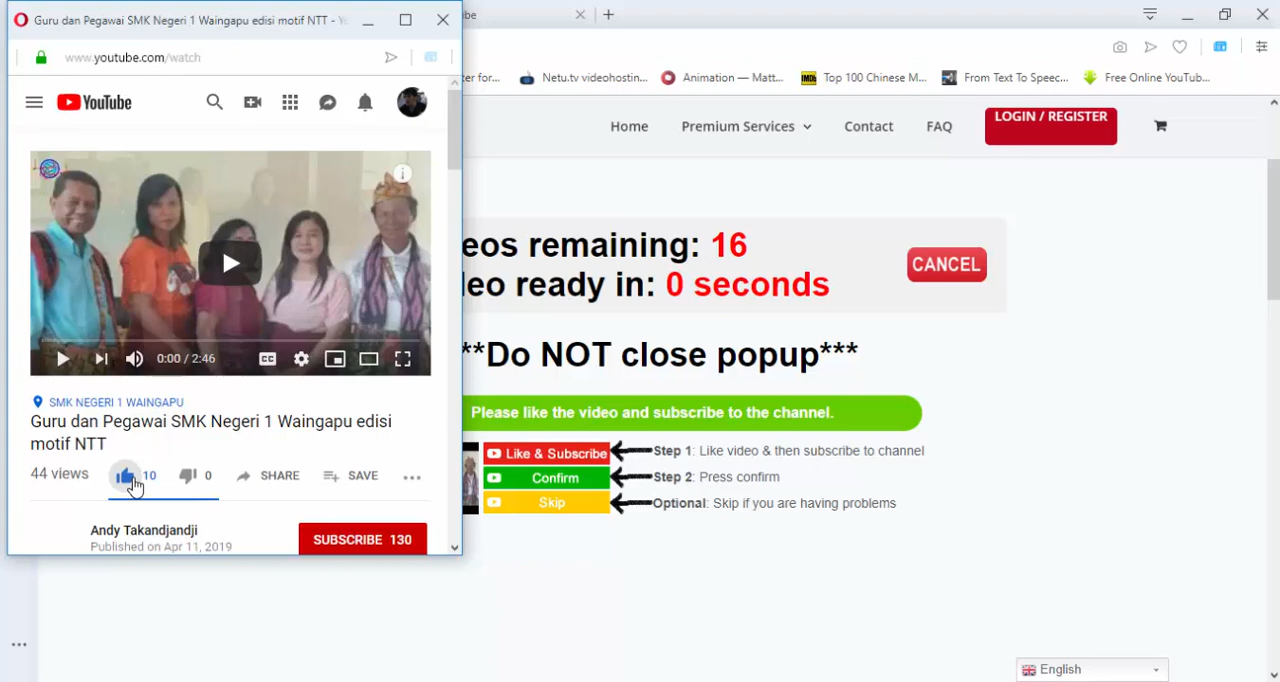 Guru dan Pegawai SMK Negeri 1 Waingapu edisi motif NTT -
www.youtube.com/watch
Netu.tv videohostin...
Animation — Matt...
IMDb
Top 100 Chinese M...
From Text To Speec...
Free Online YouTub...
YouTube
Home
Premium Services
Contact
FAQ
LOGIN / REGISTER
eos remaining: 16
CANCEL
leo ready in: 0 seconds
**Do NOT close popup***
0:00 / 2:46
CC
SMK NEGERI 1 WAINGAPU
Guru dan Pegawai SMK Negeri 1 Waingapu edisi
motif NTT
44 views
10
0
SHARE
SAVE
Andy Takandjandji
Published on Apr 11, 2019
SUBSCRIBE 130
Please like the video and subscribe to the channel.
Like & Subscribe
Step 1: Like video & then subscribe to channel
Confirm
Step 2: Press confirm
Skip
Optional: Skip if you are having problems
English